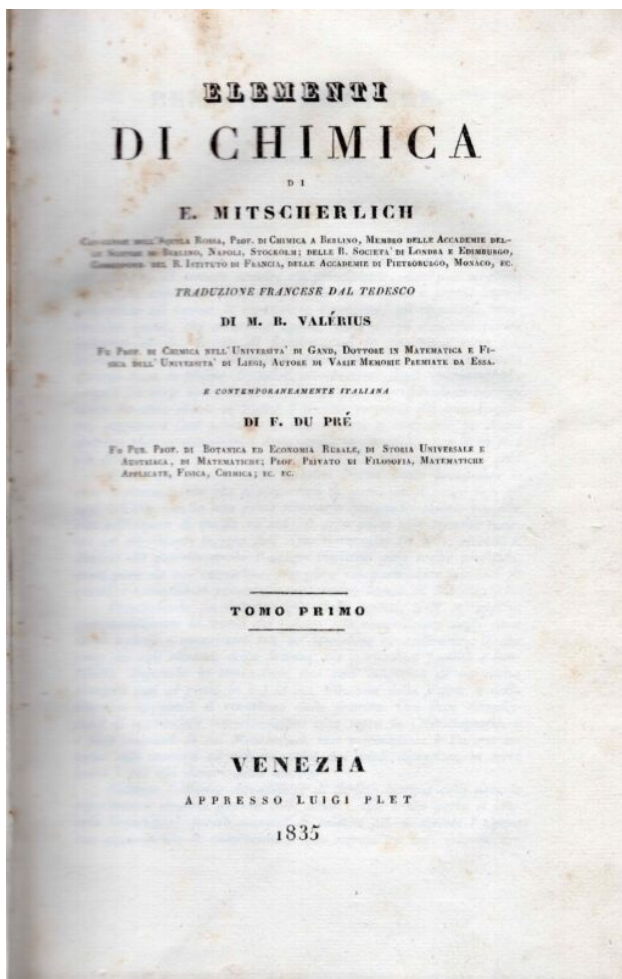 ELEMENTI
DI CHIMICA
DI
E. MITSCHERLICH
CAVALIERE DELL'AQUILA ROSSA, PROF. DI CHIMICA A BERLINO, MEMBRO DELLE ACCADEMIE DEL-
LE SCIENZE DI BERLINO, NAPOLI, STOCKOLM; DELLE R. SOCIETA' DI LONDRA E EDIMBURGO,
CORRISPOND. DEL R. ISTITUTO DI FRANCIA, DELLE ACCADEMIE DI PIETROBURGO, MONACO, EC.
TRADUZIONE FRANCESE DAL TEDESCO
DI M. B. VALÉRIUS
FU PROF. DI CHIMICA NELL'UNIVERSITA' DI GAND, DOTTORE IN MATEMATICA E FI-
SICA DELL'UNIVERSITA' DI LIEGI, AUTORE DI VARIE MEMORIE PREMIATE DA ESSA.
E CONTEMPORANEAMENTE ITALIANA
DI F. DU PRÉ
FU PUB. PROF. DI BOTANICA ED ECONOMIA RURALE, DI STORIA UNIVERSALE E
AUSTRIACA, DI MATEMATICHE; PROF. PRIVATO DI FILOSOFIA, MATEMATICHE
APPLICATE, FISICA, CHIMICA; EC. EC.
TOMO PRIMO
VENEZIA
APPRESSO LUIGI PLET
1835